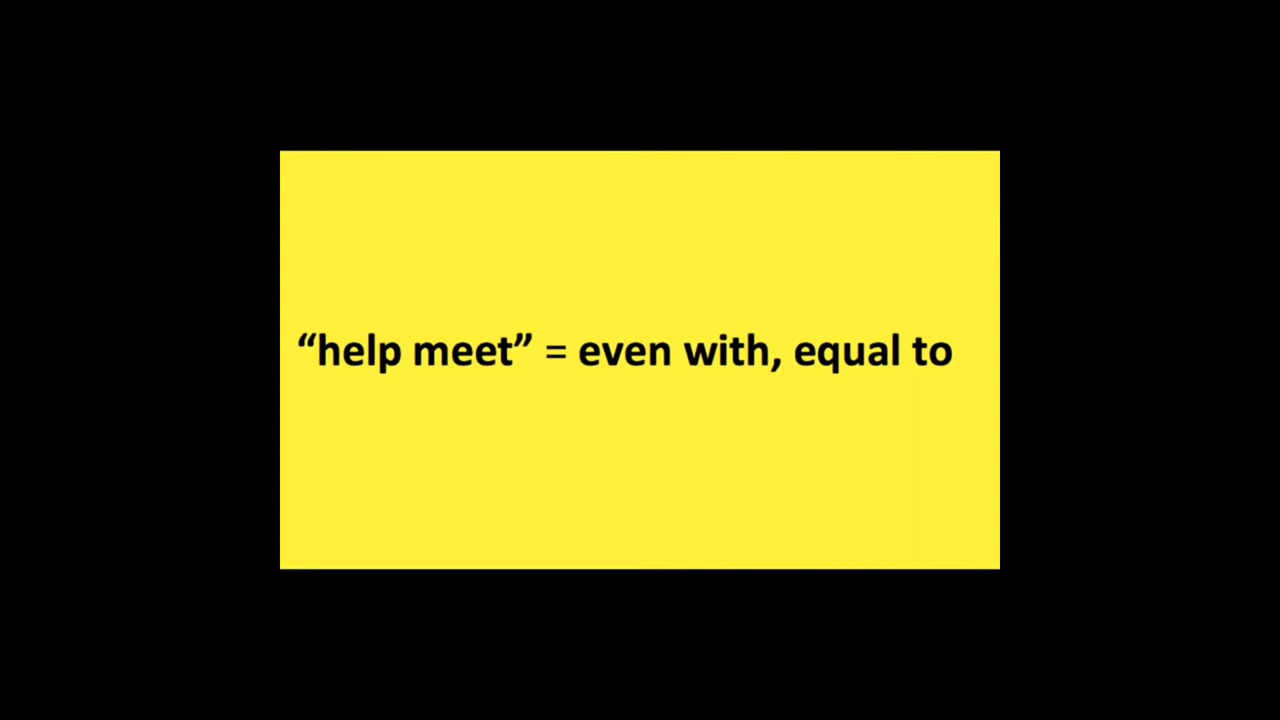 “help meet” = even with, equal to